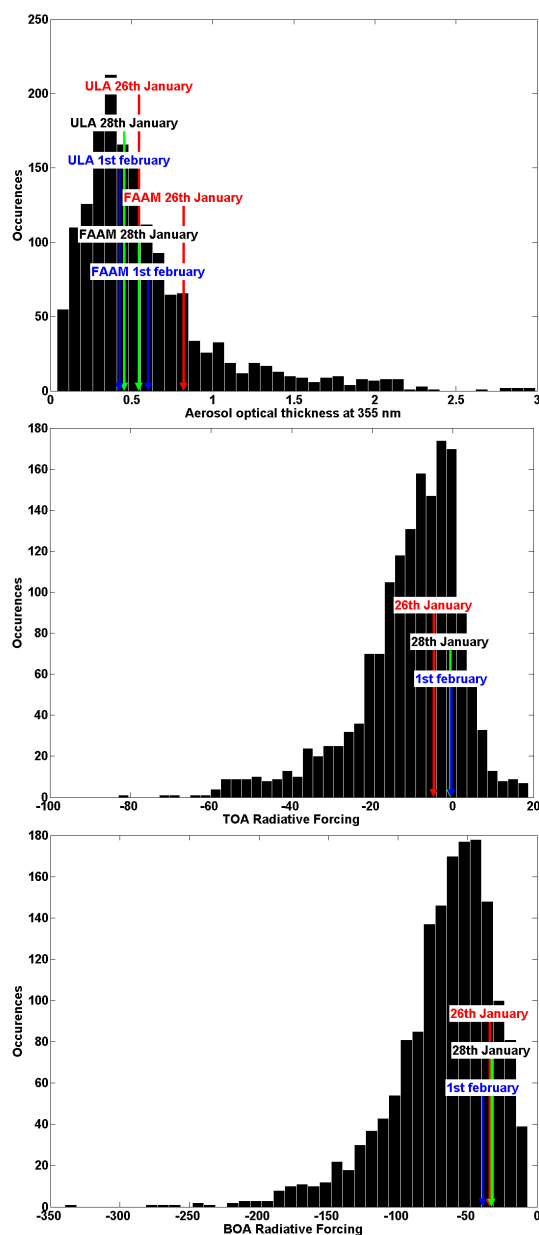 250
200
150
100
50
0
Occurences
ULA 26th January
ULA 28th January
ULA 1st february
FAAM 26th January
FAAM 28th January
FAAM 1st february
0 0.5 1 1.5 2 2.5 3
Aerosol optical thickness at 355 nm
180
160
140
120
100
80
60
40
20
0
Occurences
26th January
28th January
1st february
-100 -80 -60 -40 -20 0 20
TOA Radiative Forcing
180
160
140
120
100
80
60
40
20
0
Occurences
26th January
28th January
1st february
-350 -300 -250 -200 -150 -100 -50 0
BOA Radiative Forcing